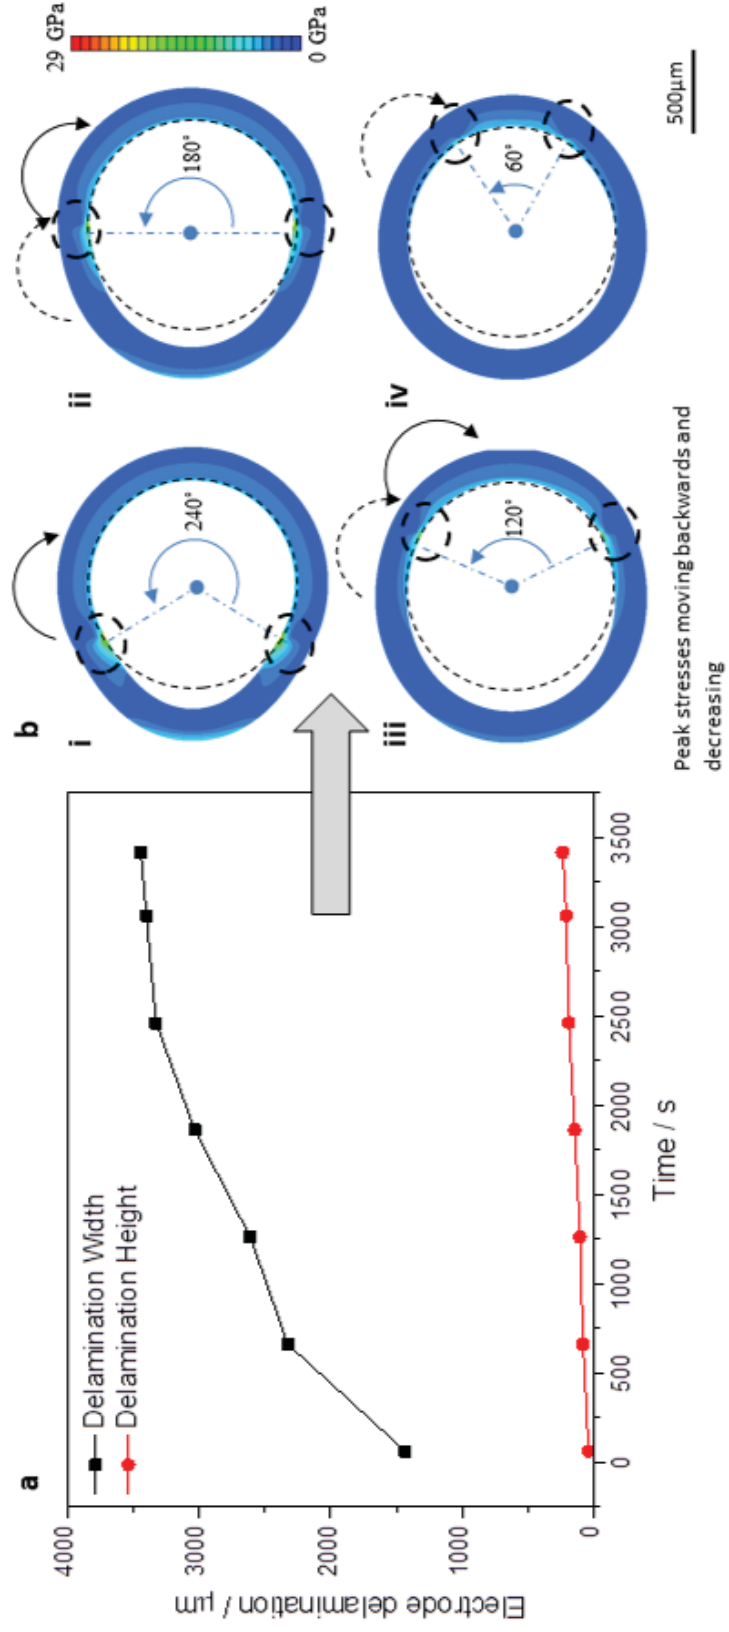 a
Electrode delamination / μm
4000
3000
2000
1000
0
Delamination Width
Delamination Height
0
500
1000
1500
2000
2500
3000
3500
Time / s
b
i
240°
ii
180°
29 GPa
0 GPa
iii
120°
iv
60°
Peak stresses moving backwards and
decreasing
500μm